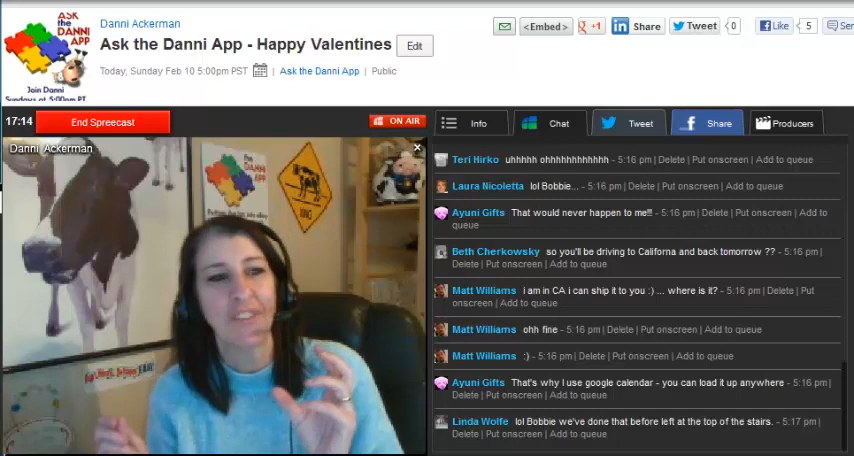 ASK
the
DANNI
APP
Join Danni
Sundays at 5:00pm PT
Danni Ackerman
Ask the Danni App - Happy Valentines Edit
Today, Sunday Feb 10 5:00pm PST | Ask the Danni App | Public
<Embed> g +1 in Share Tweet 0 Like 5
17:14 End Spreecast ON AIR
Info Chat Tweet Share Producers
Danni Ackerman
ASK
the
DANNI
APP
XING
Teri Hirko uhhhhh ohhhhhhhhhhhh - 5:16 pm | Delete | Put onscreen | Add to queue
Laura Nicoletta lol Bobbie... - 5:16 pm | Delete | Put onscreen | Add to queue
Ayuni Gifts That would never happen to me!! - 5:16 pm | Delete | Put onscreen | Add to
queue
Beth Cherkowsky so you'll be driving to Californa and back tomorrow ?? - 5:16 pm |
Delete | Put onscreen | Add to queue
Matt Williams i am in CA i can ship it to you :) ... where is it? - 5:16 pm | Delete | Put
onscreen | Add to queue
Matt Williams ohh fine - 5:16 pm | Delete | Put onscreen | Add to queue
Matt Williams :) - 5:16 pm | Delete | Put onscreen | Add to queue
Ayuni Gifts That's why I use google calendar - you can load it up anywhere - 5:16 pm |
Delete | Put onscreen | Add to queue
Linda Wolfe lol Bobbie we've done that before left at the top of the stairs. - 5:17 pm |
Delete | Put onscreen | Add to queue